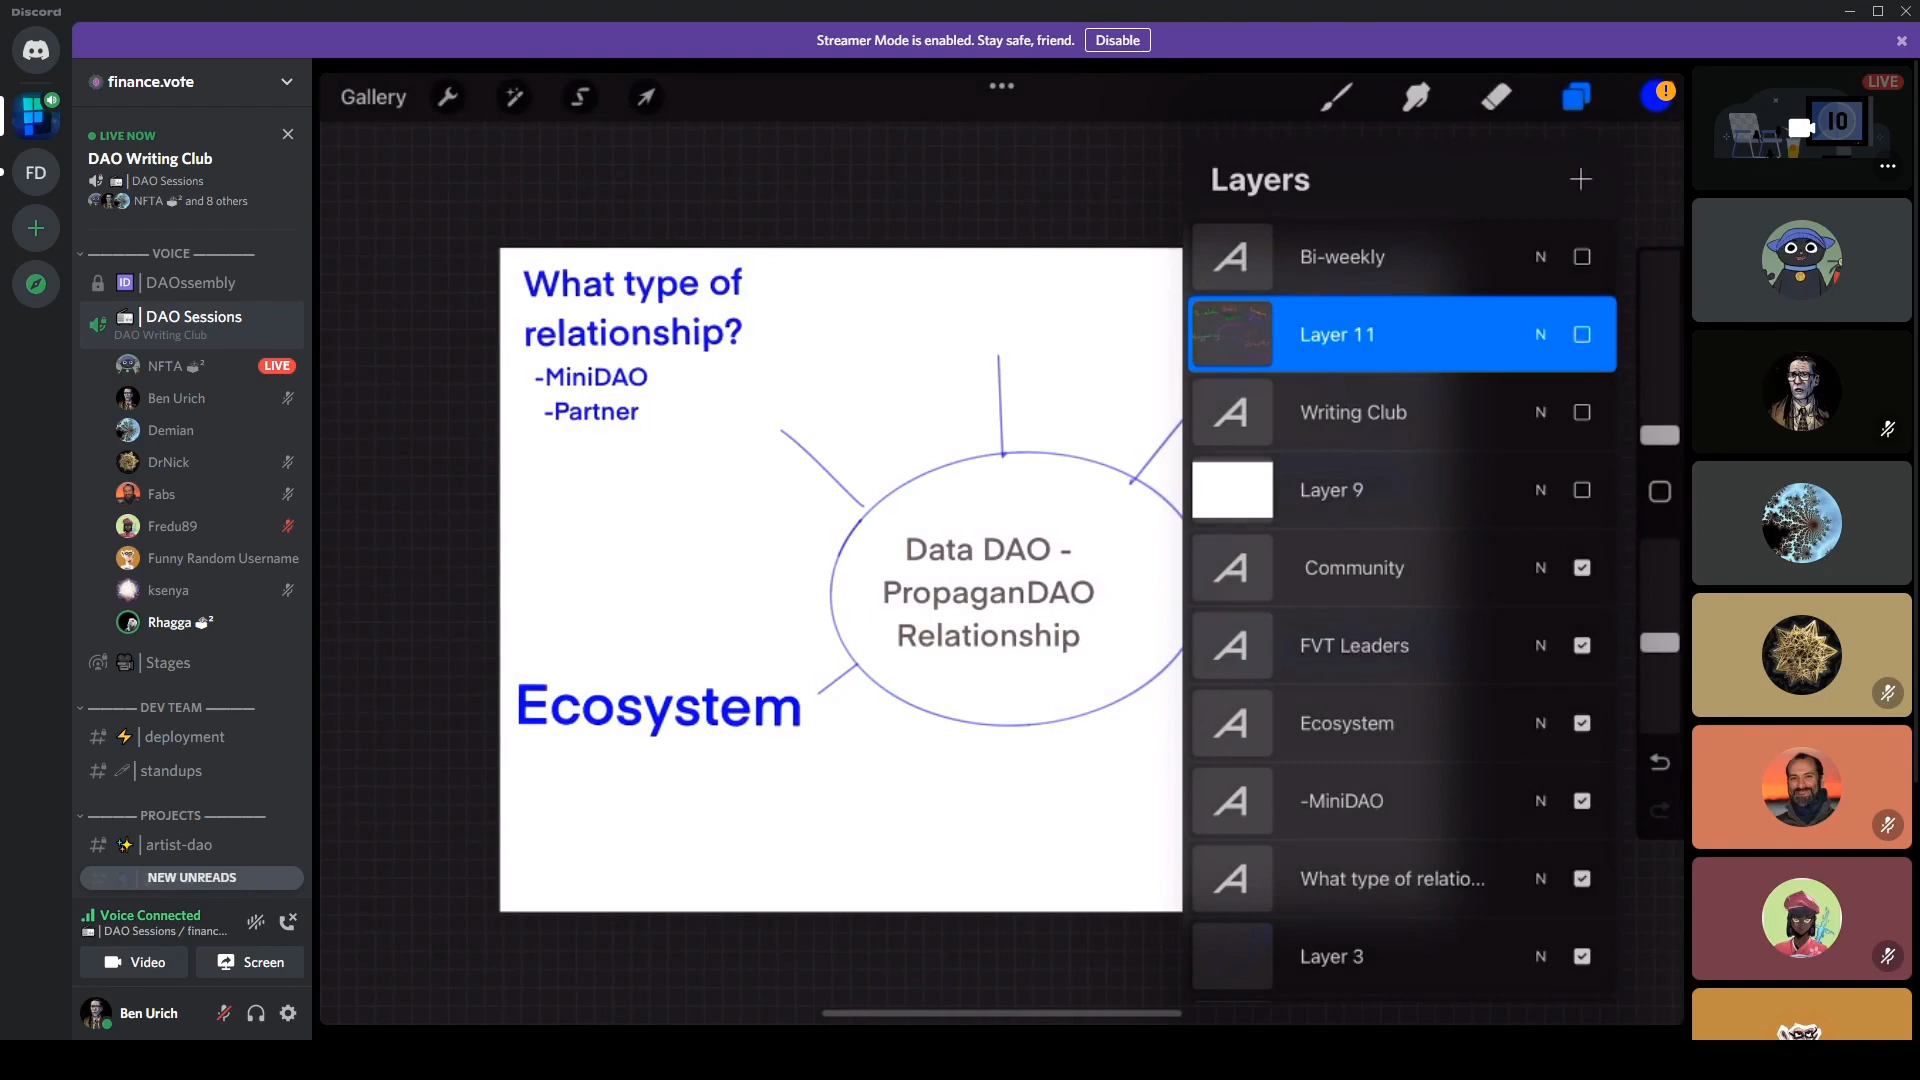 Discord
Streamer Mode is enabled. Stay safe, friend.
Disable
finance.vote
LIVE NOW
DAO Writing Club
| DAO Sessions
NFTA ² and 8 others
VOICE
ID | DAOssembly
| DAO Sessions
DAO Writing Club
NFTA ²
LIVE
Ben Urich
Demian
DrNick
Fabs
Fredu89
Funny Random Username
ksenya
Rhagga ²
| Stages
DEV TEAM
| deployment
| standups
PROJECTS
| artist-dao
NEW UNREADS
Voice Connected
| DAO Sessions / financ...
Video
Screen
Ben Urich
FD
Gallery
S
What type of
relationship?
-MiniDAO
-Partner
Data DAO -
PropaganDAO
Relationship
Ecosystem
Layers
A Bi-weekly N
Layer 11 N
A Writing Club N
Layer 9 N
A Community N
A FVT Leaders N
A Ecosystem N
A -MiniDAO N
A What type of relatio... N
Layer 3 N
LIVE
10